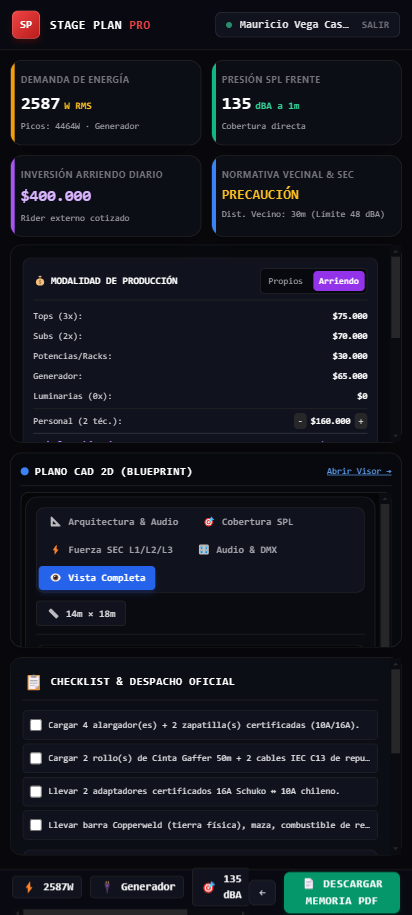 SP STAGE PLAN PRO
Mauricio Vega Cas… SALIR
DEMANDA DE ENERGÍA
2587 W RMS
Picos: 4464W · Generador
PRESIÓN SPL FRENTE
135 dBA a 1m
Cobertura directa
INVERSIÓN ARRIENDO DIARIO
$400.000
Rider externo cotizado
NORMATIVA VECINAL & SEC
PRECAUCIÓN
Dist. Vecino: 30m (Límite 48 dBA)
MODALIDAD DE PRODUCCIÓN
Propios Arriendo
Tops (3x): $75.000
Subs (2x): $70.000
Potencias/Racks: $30.000
Generador: $65.000
Luminarias (0x): $0
Personal (2 téc.): - $160.000 +
PLANO CAD 2D (BLUEPRINT)
Abrir Visor →
Arquitectura & Audio
Cobertura SPL
Fuerza SEC L1/L2/L3
Audio & DMX
Vista Completa
14m × 18m
CHECKLIST & DESPACHO OFICIAL
Cargar 4 alargador(es) + 2 zapatilla(s) certificadas (10A/16A).
Cargar 2 rollo(s) de Cinta Gaffer 50m + 2 cables IEC C13 de repu…
Llevar 2 adaptadores certificados 16A Schuko ↔ 10A chileno.
Llevar barra Copperweld (tierra física), maza, combustible de re…
2587W
Generador
135
dBA
←
DESCARGAR
MEMORIA PDF